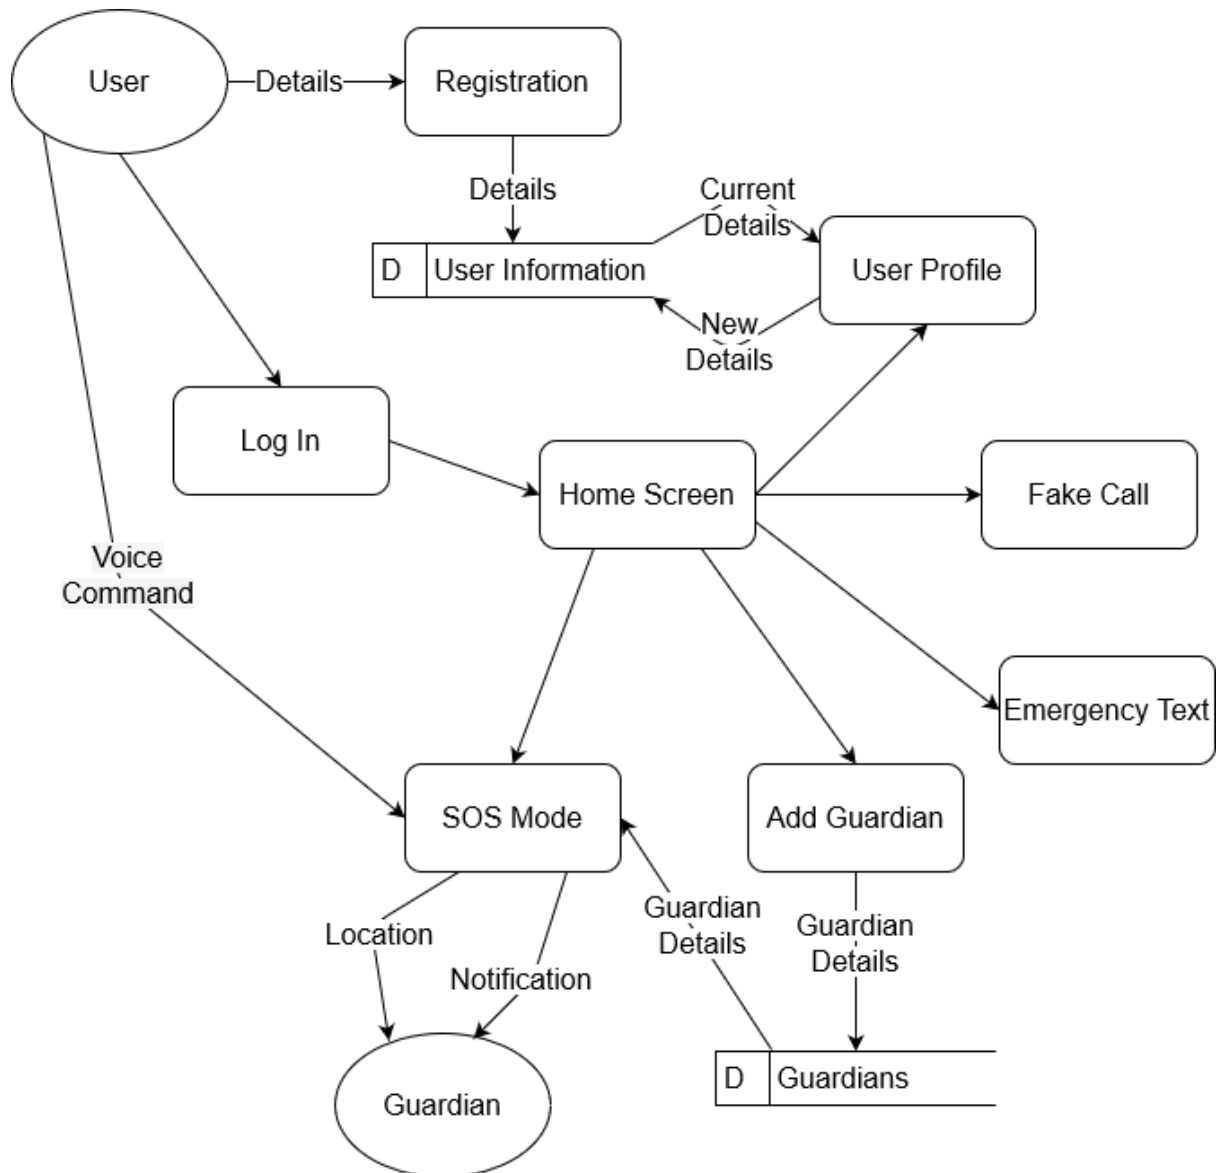 User
Details
Registration
Details
Current
Details
D
User Information
User Profile
New
Details
Log In
Home Screen
Fake Call
Voice
Command
Emergency Text
SOS Mode
Add Guardian
Guardian
Details
Guardian
Details
Location
Notification
D
Guardians
Guardian